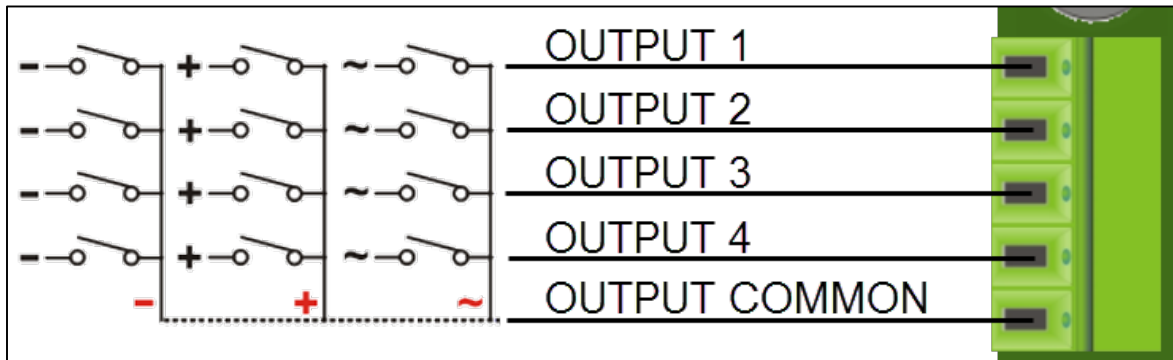 - + ~ OUTPUT 1
- + ~ OUTPUT 2
- + ~ OUTPUT 3
- + ~ OUTPUT 4
- + ~ OUTPUT COMMON